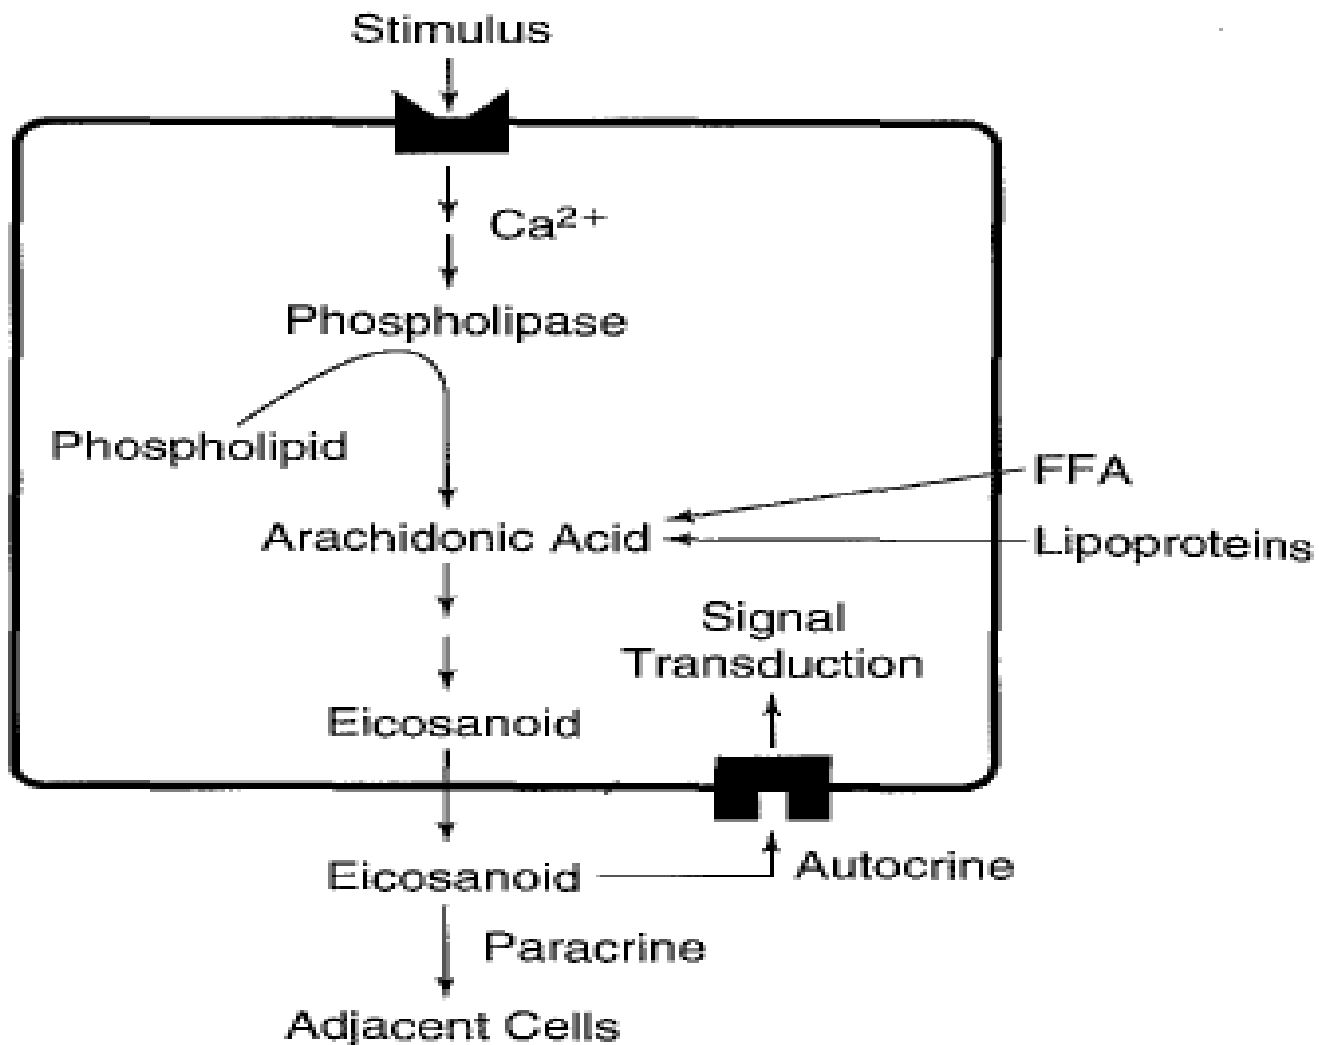 Stimulus
Ca²⁺
Phospholipase
Phospholipid
FFA
Arachidonic Acid
Lipoproteins
Signal
Transduction
Eicosanoid
Eicosanoid
Autocrine
Paracrine
Adjacent Cells